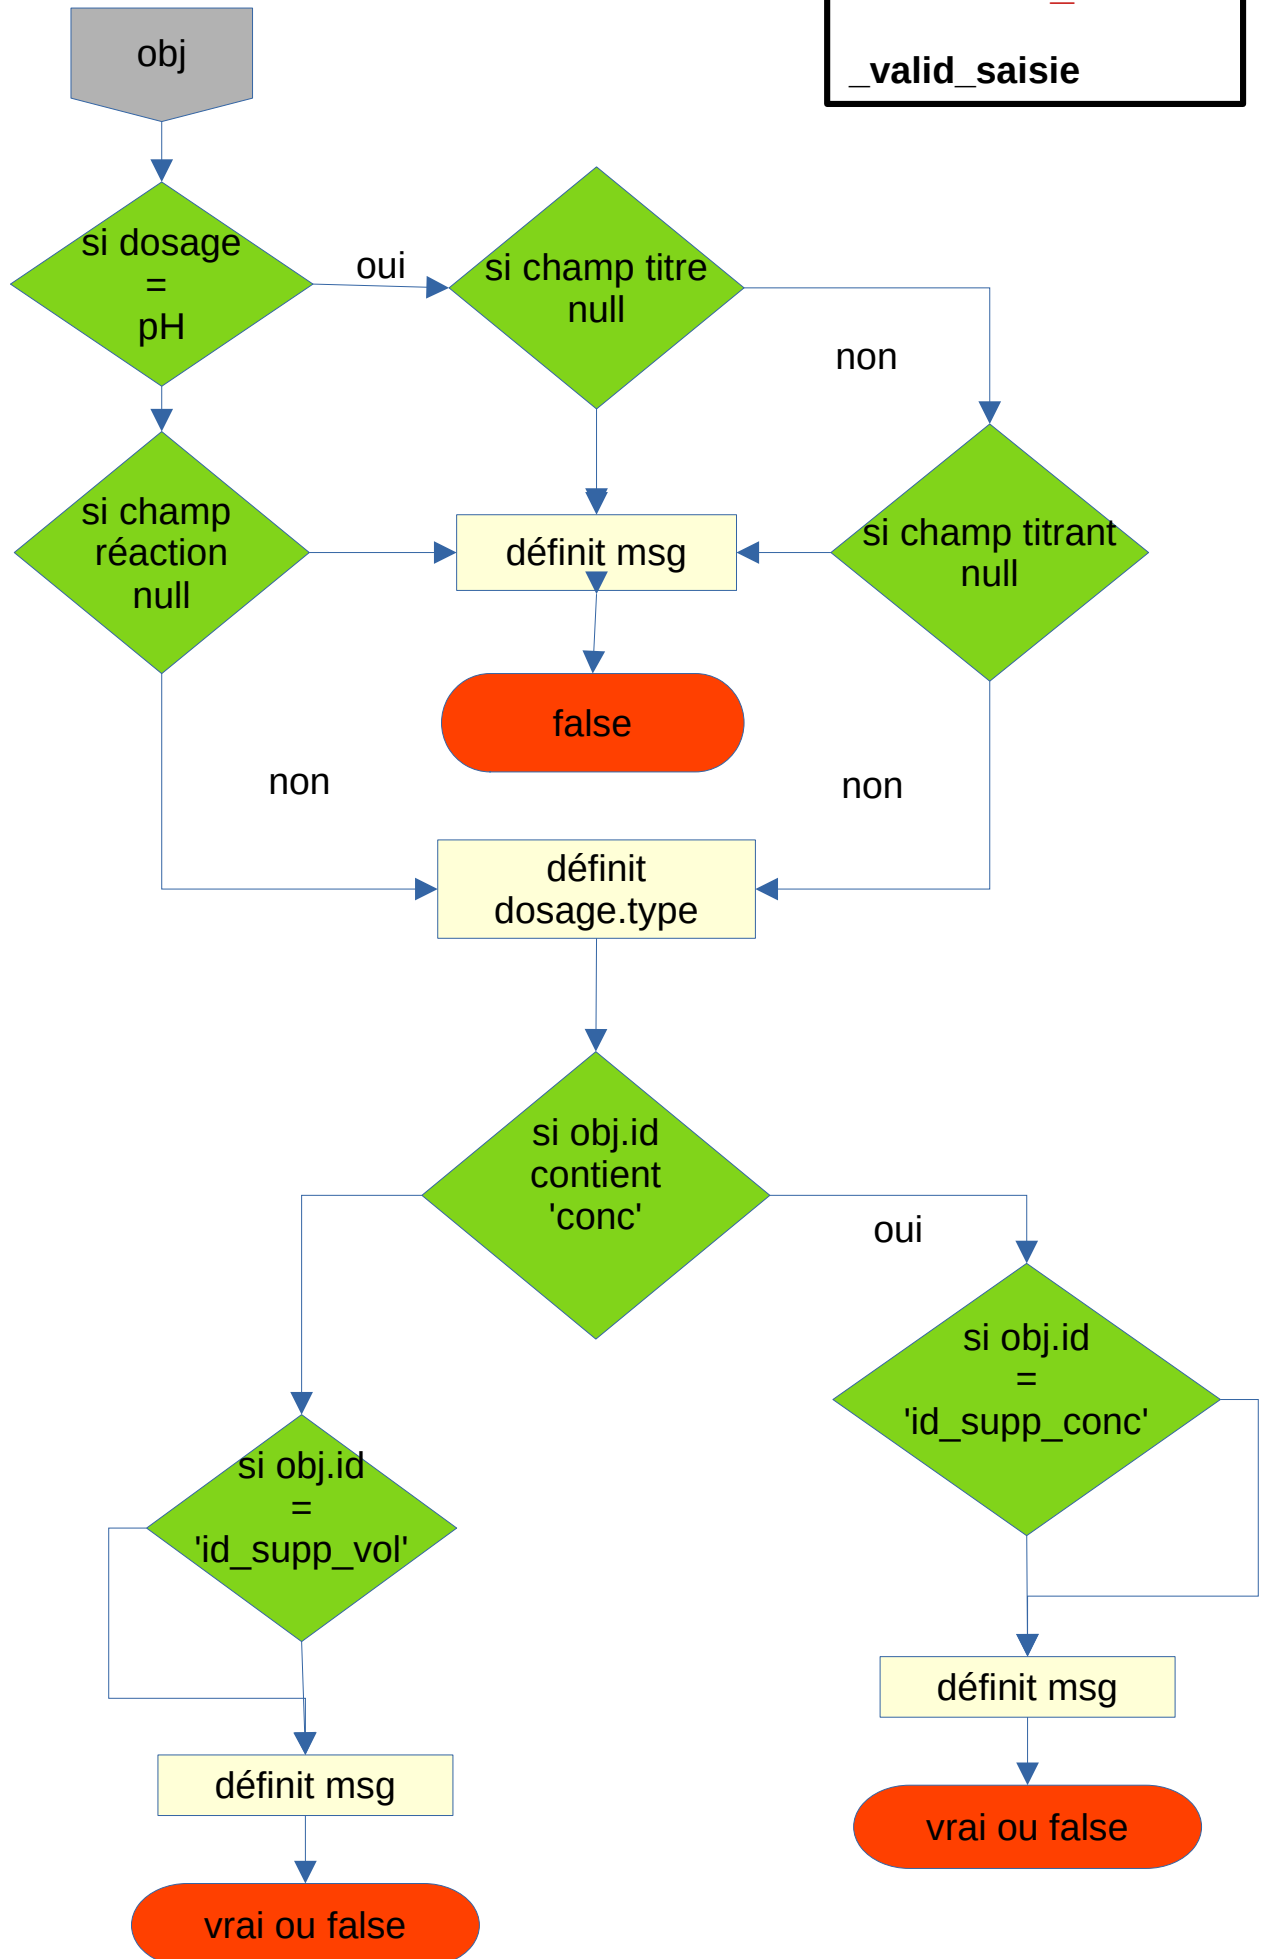 obj
_valid_saisie
si dosage
=
pH
oui
si champ titre
null
non
si champ
réaction
null
définit msg
si champ titrant
null
false
non
non
définit
dosage.type
si obj.id
contient
'conc'
oui
si obj.id
=
'id_supp_conc'
si obj.id
=
'id_supp_vol'
définit msg
définit msg
vrai ou false
vrai ou false